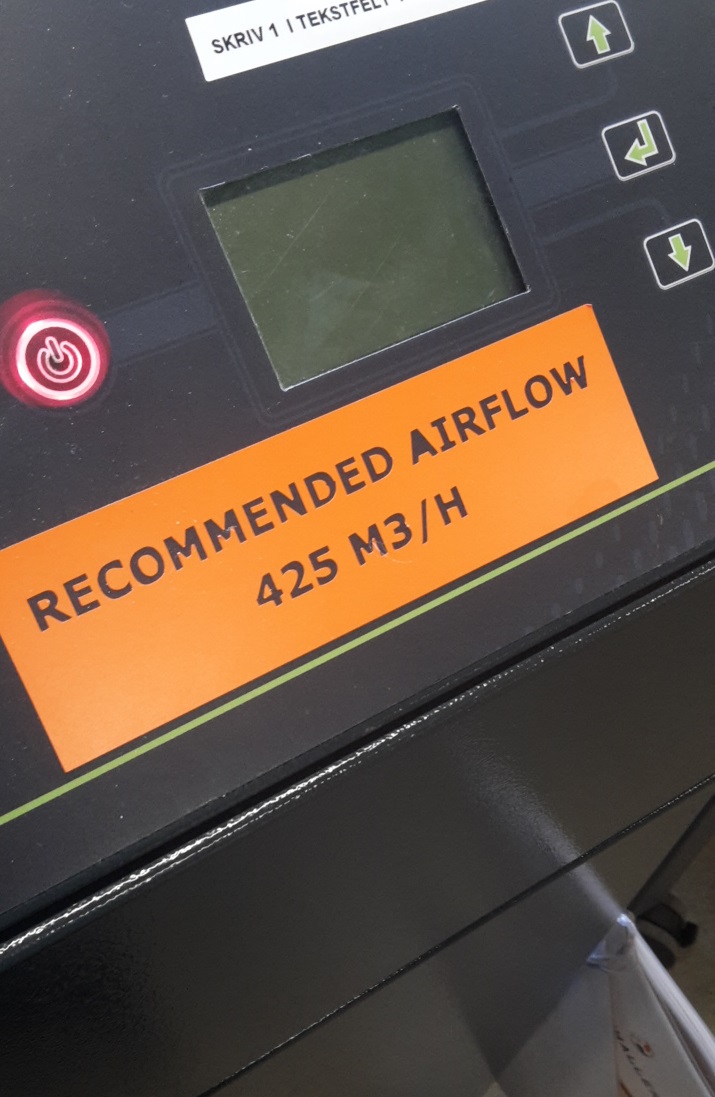 SKRIV 1 I TEKSTFELT
RECOMMENDED AIRFLOW
425 M3/H